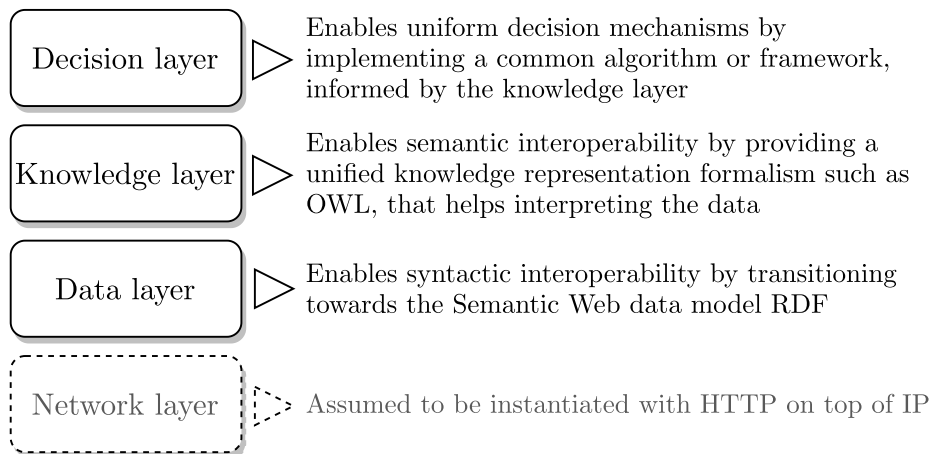 Decision layer
Enables uniform decision mechanisms by
implementing a common algorithm or framework,
informed by the knowledge layer
Knowledge layer
Enables semantic interoperability by providing a
unified knowledge representation formalism such as
OWL, that helps interpreting the data
Data layer
Enables syntactic interoperability by transitioning
towards the Semantic Web data model RDF
Network layer
Assumed to be instantiated with HTTP on top of IP